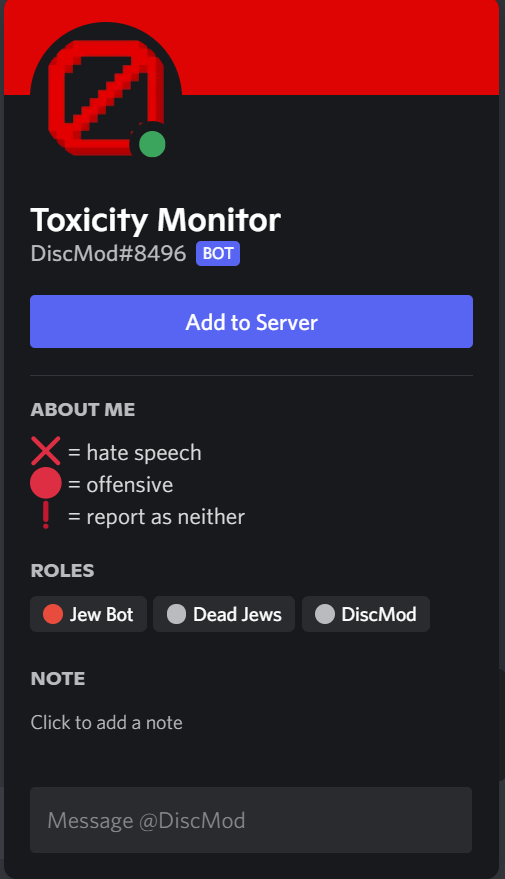 Toxicity Monitor
DiscMod#8496 BOT
Add to Server
ABOUT ME
= hate speech
= offensive
= report as neither
ROLES
Jew Bot Dead Jews DiscMod
NOTE
Click to add a note
Message @DiscMod